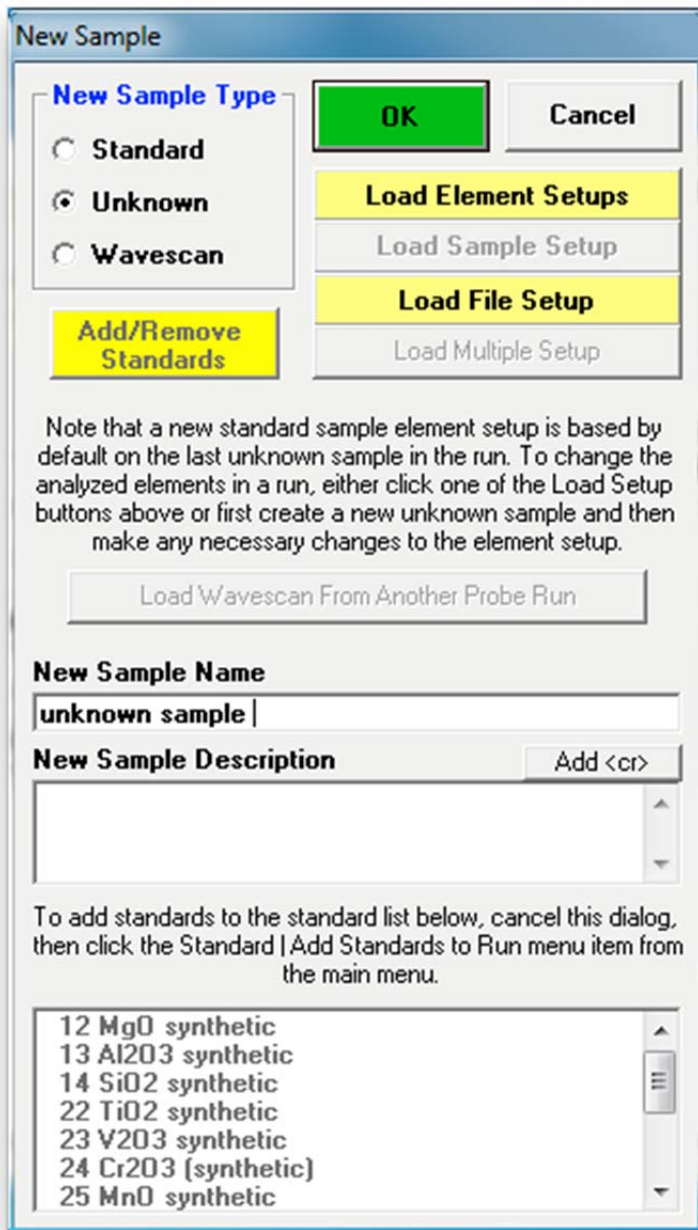 New Sample
New Sample Type
Standard
Unknown
Wavescan
OK
Cancel
Load Element Setups
Load Sample Setup
Load File Setup
Load Multiple Setup
Add/Remove
Standards
Note that a new standard sample element setup is based by
default on the last unknown sample in the run. To change the
analyzed elements in a run, either click one of the Load Setup
buttons above or first create a new unknown sample and then
make any necessary changes to the element setup.
Load Wavescan From Another Probe Run
New Sample Name
unknown sample
New Sample Description
Add <cr>
To add standards to the standard list below, cancel this dialog,
then click the Standard | Add Standards to Run menu item from
the main menu.
12 MgO synthetic
13 Al2O3 synthetic
14 SiO2 synthetic
22 TiO2 synthetic
23 V2O3 synthetic
24 Cr2O3 (synthetic)
25 MnO synthetic